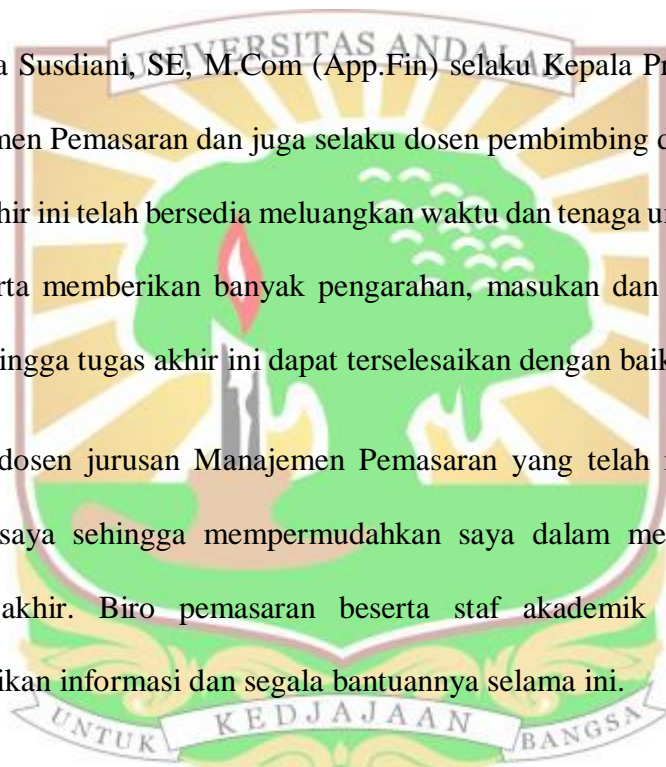 UNIVERSITAS ANDALAS
a Susdiani, SE, M.Com (App.Fin) selaku Kepala Pr
men Pemasaran dan juga selaku dosen pembimbing d
hir ini telah bersedia meluangkan waktu dan tenaga u
rta memberikan banyak pengarahan, masukan dan
ingga tugas akhir ini dapat terselesaikan dengan baik
dosen jurusan Manajemen Pemasaran yang telah
saya sehingga mempermudahkan saya dalam me
akhir. Biro pemasaran beserta staf akademik
ikan informasi dan segala bantuannya selama ini.
UNTUK KEDJAJAAN BANGSA